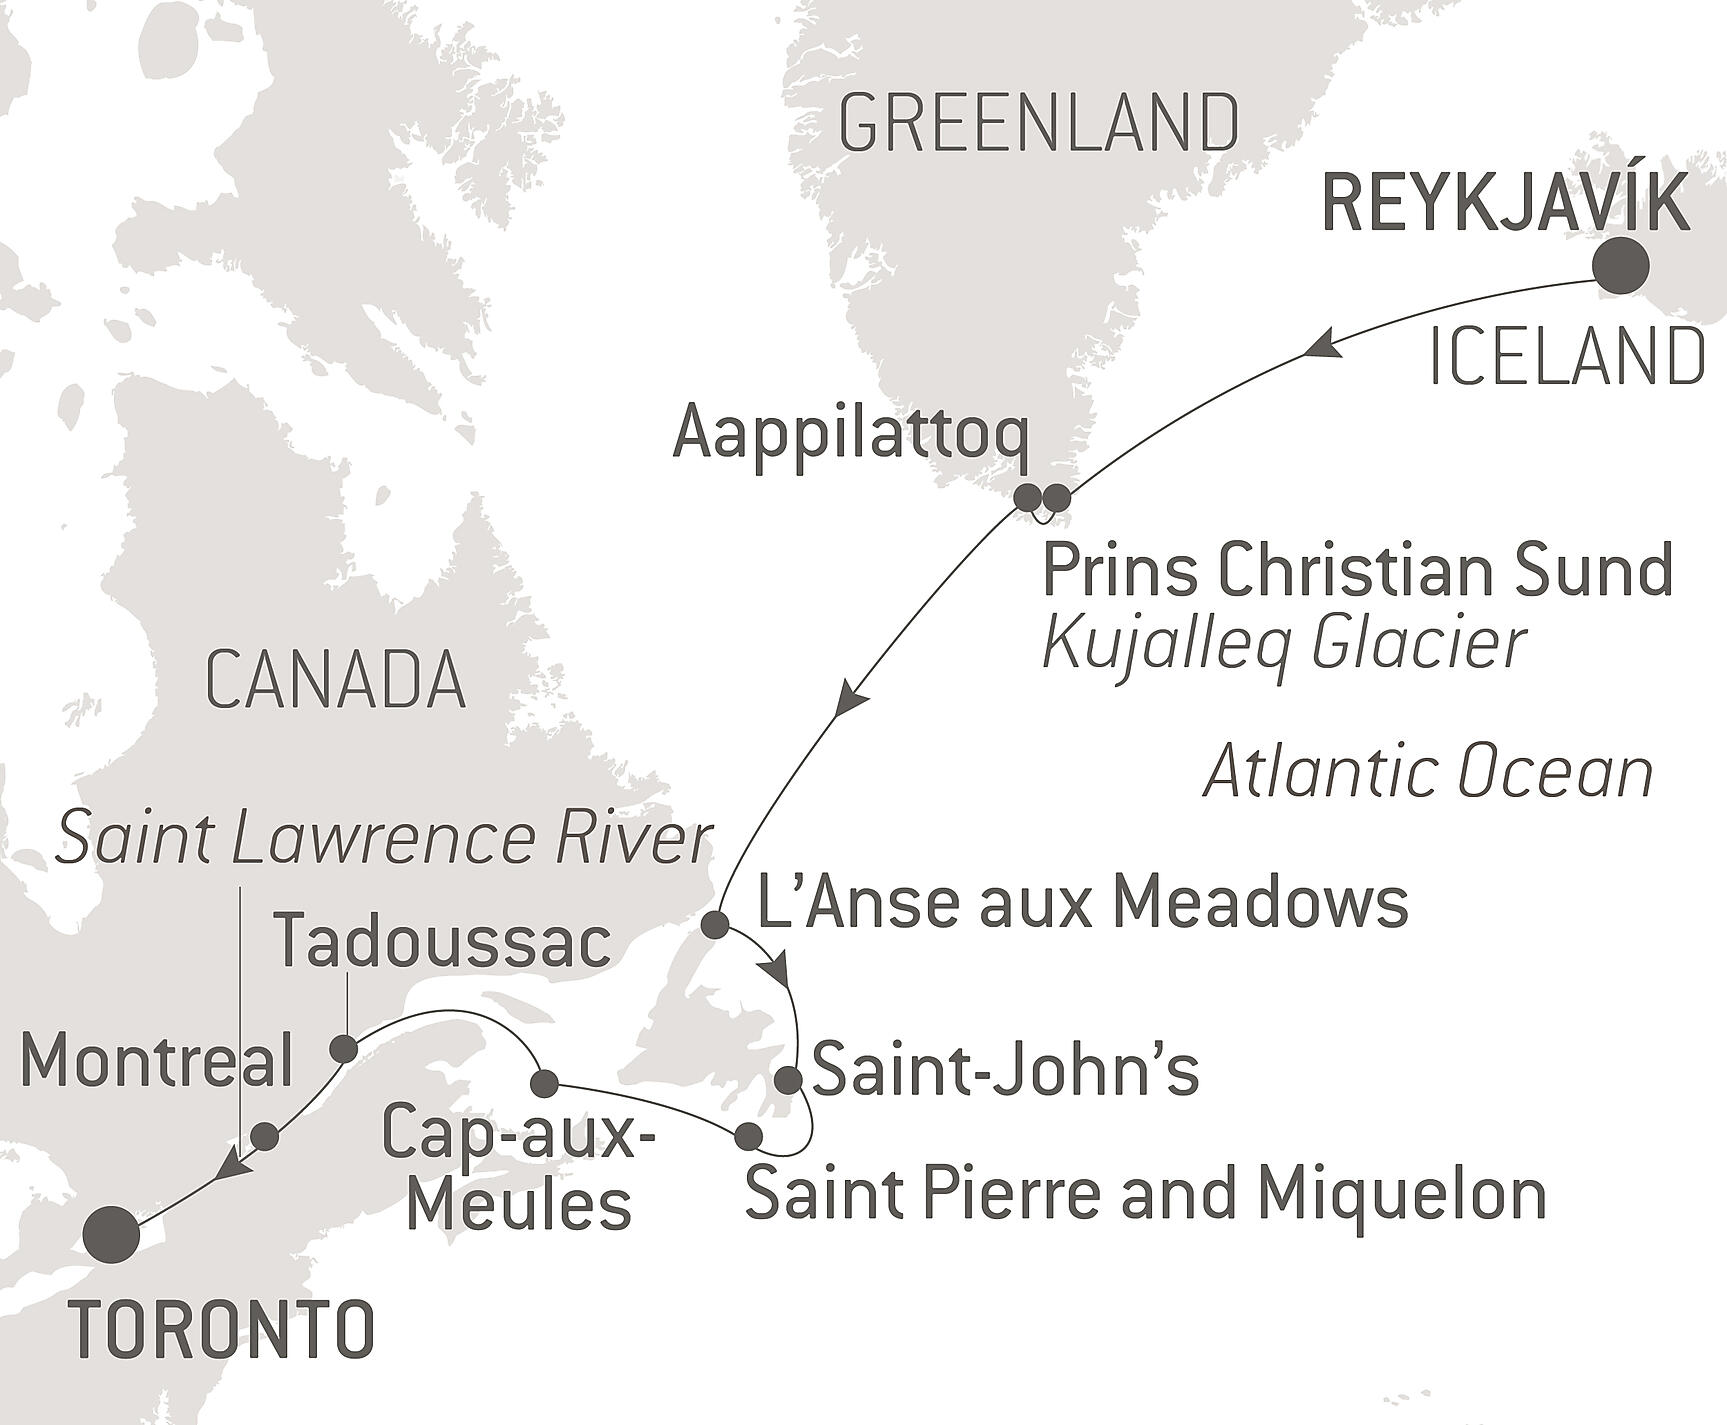 GREENLAND
REYKJAVÍK
ICELAND
Aappilattoq
Prins Christian Sund
Kujalleq Glacier
CANADA
Atlantic Ocean
Saint Lawrence River
L’Anse aux Meadows
Tadoussac
Montreal
Saint-John’s
Cap-aux-
Meules
Saint Pierre and Miquelon
TORONTO